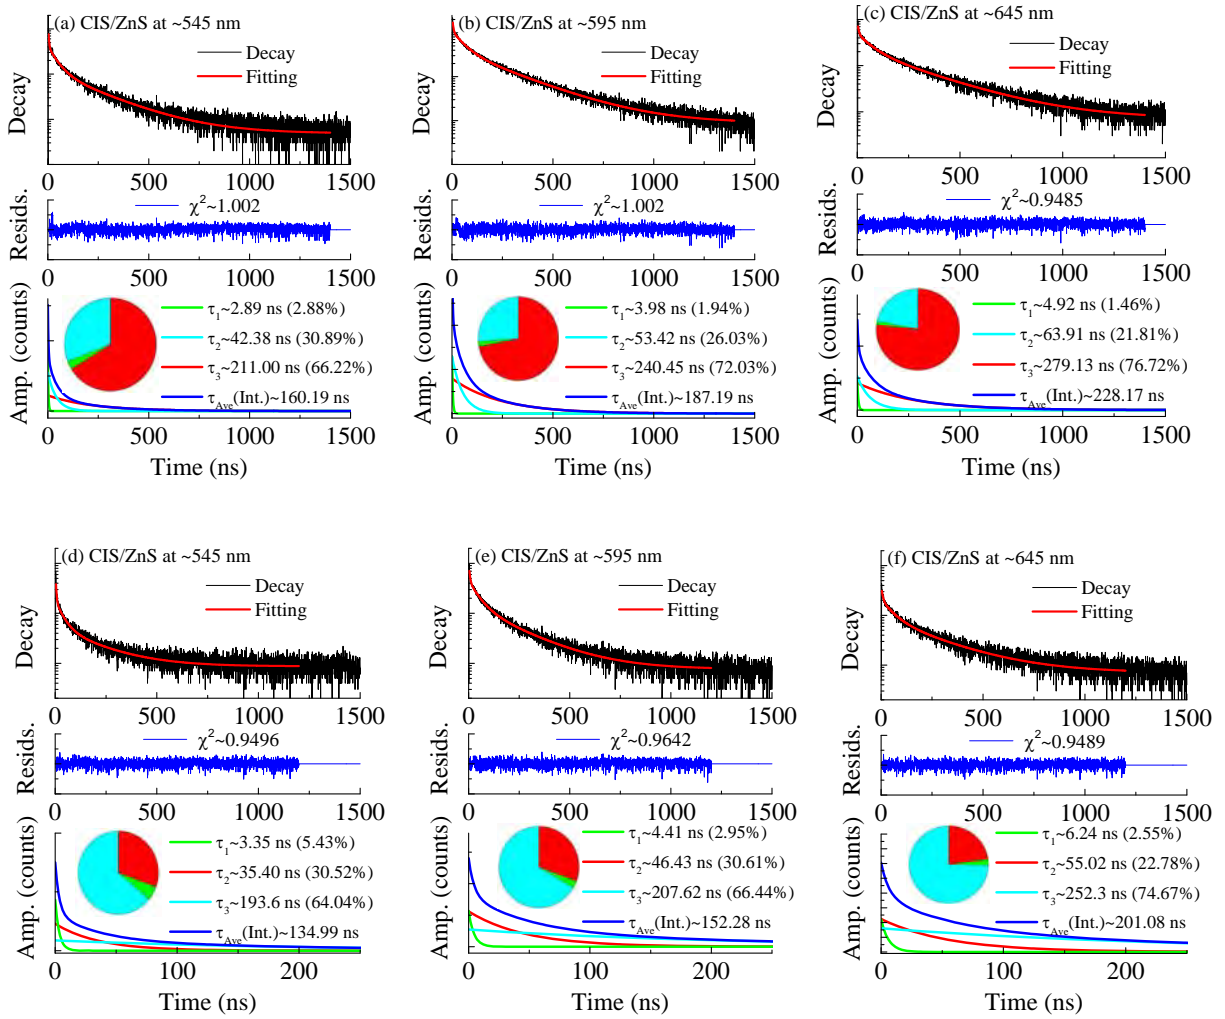 (a) CIS/ZnS at ~545 nm
Decay
Fitting
Decay
0 500 1000 1500
Resids.
χ²~1.002
0 500 1000 1500
Amp. (counts)
τ1~2.89 ns (2.88%)
τ2~42.38 ns (30.89%)
τ3~211.00 ns (66.22%)
τAve(Int.)~160.19 ns
0 500 1000 1500
Time (ns)
(b) CIS/ZnS at ~595 nm
Decay
Fitting
Decay
0 500 1000 1500
Resids.
χ²~1.002
0 500 1000 1500
Amp. (counts)
τ1~3.98 ns (1.94%)
τ2~53.42 ns (26.03%)
τ3~240.45 ns (72.03%)
τAve(Int.)~187.19 ns
0 500 1000 1500
Time (ns)
(c) CIS/ZnS at ~645 nm
Decay
Fitting
Decay
0 500 1000 1500
Resids.
χ²~0.9485
0 500 1000 1500
Amp. (counts)
τ1~4.92 ns (1.46%)
τ2~63.91 ns (21.81%)
τ3~279.13 ns (76.72%)
τAve(Int.)~228.17 ns
0 500 1000 1500
Time (ns)
(d) CIS/ZnS at ~545 nm
Decay
Fitting
Decay
0 500 1000 1500
Resids.
χ²~0.9496
0 500 1000 1500
Amp. (counts)
τ1~3.35 ns (5.43%)
τ2~35.40 ns (30.52%)
τ3~193.6 ns (64.04%)
τAve(Int.)~134.99 ns
0 100 200
Time (ns)
(e) CIS/ZnS at ~595 nm
Decay
Fitting
Decay
0 500 1000 1500
Resids.
χ²~0.9642
0 500 1000 1500
Amp. (counts)
τ1~4.41 ns (2.95%)
τ2~46.43 ns (30.61%)
τ3~207.62 ns (66.44%)
τAve(Int.)~152.28 ns
0 100 200
Time (ns)
(f) CIS/ZnS at ~645 nm
Decay
Fitting
Decay
0 500 1000 1500
Resids.
χ²~0.9489
0 500 1000 1500
Amp. (counts)
τ1~6.24 ns (2.55%)
τ2~55.02 ns (22.78%)
τ3~252.3 ns (74.67%)
τAve(Int.)~201.08 ns
0 100 200
Time (ns)